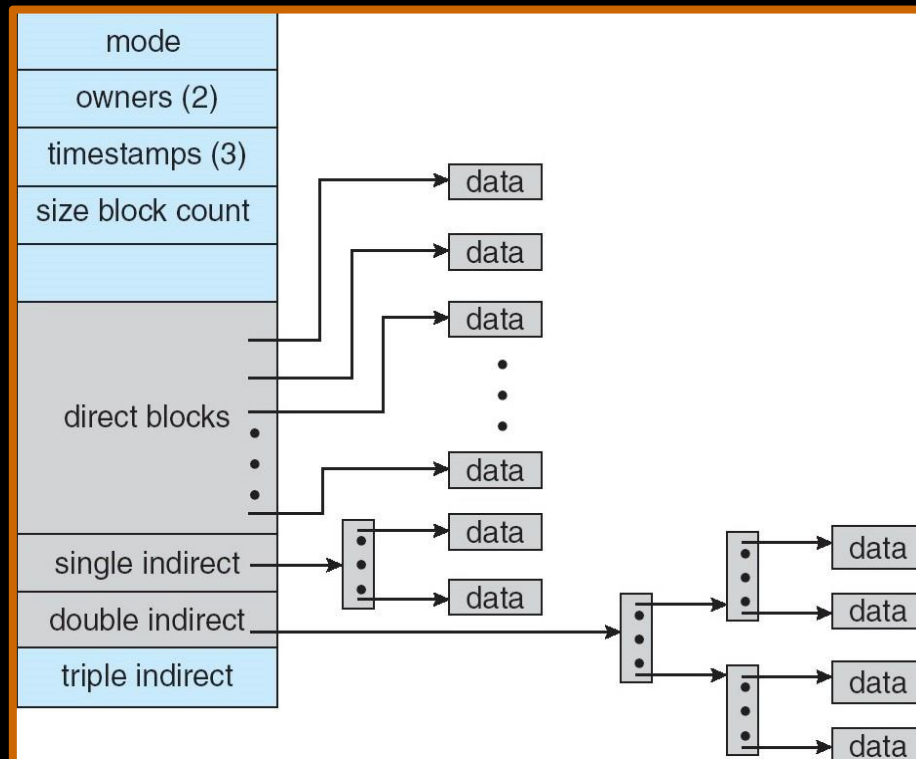 mode
owners (2)
timestamps (3)
size block count
direct blocks
single indirect
double indirect
triple indirect
data
data
data
data
data
data
data
data
data
data